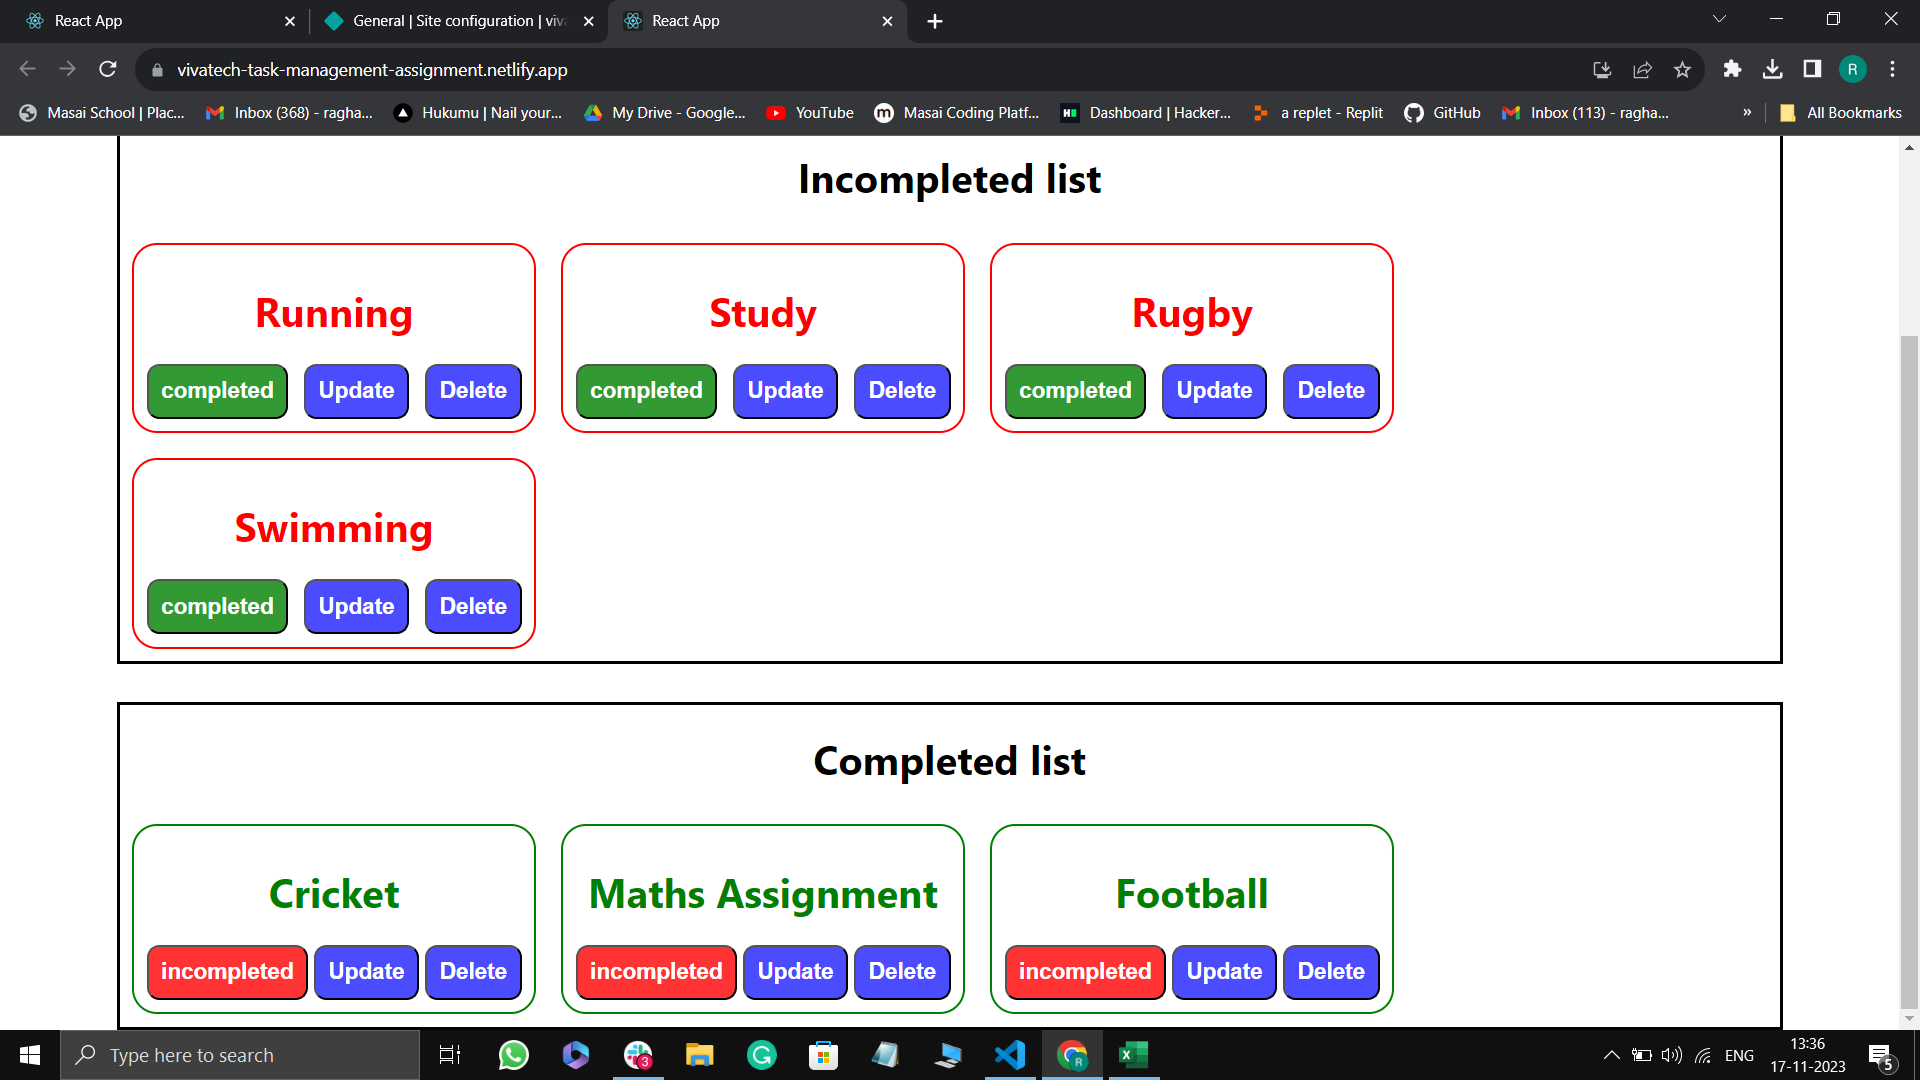 React App
General | Site configuration | viva
React App
vivatech-task-management-assignment.netlify.app
R
Masai School | Plac...
Inbox (368) - ragha...
Hukumu | Nail your...
My Drive - Google...
YouTube
m
Masai Coding Platf...
H
Dashboard | Hacker...
a replet - Replit
GitHub
Inbox (113) - ragha...
»
All Bookmarks
Incompleted list
Running
completed Update Delete
Study
completed Update Delete
Rugby
completed Update Delete
Swimming
completed Update Delete
Completed list
Cricket
incompleted Update Delete
Maths Assignment
incompleted Update Delete
Football
incompleted Update Delete
Type here to search
3
R
ENG
13:36
17-11-2023
5